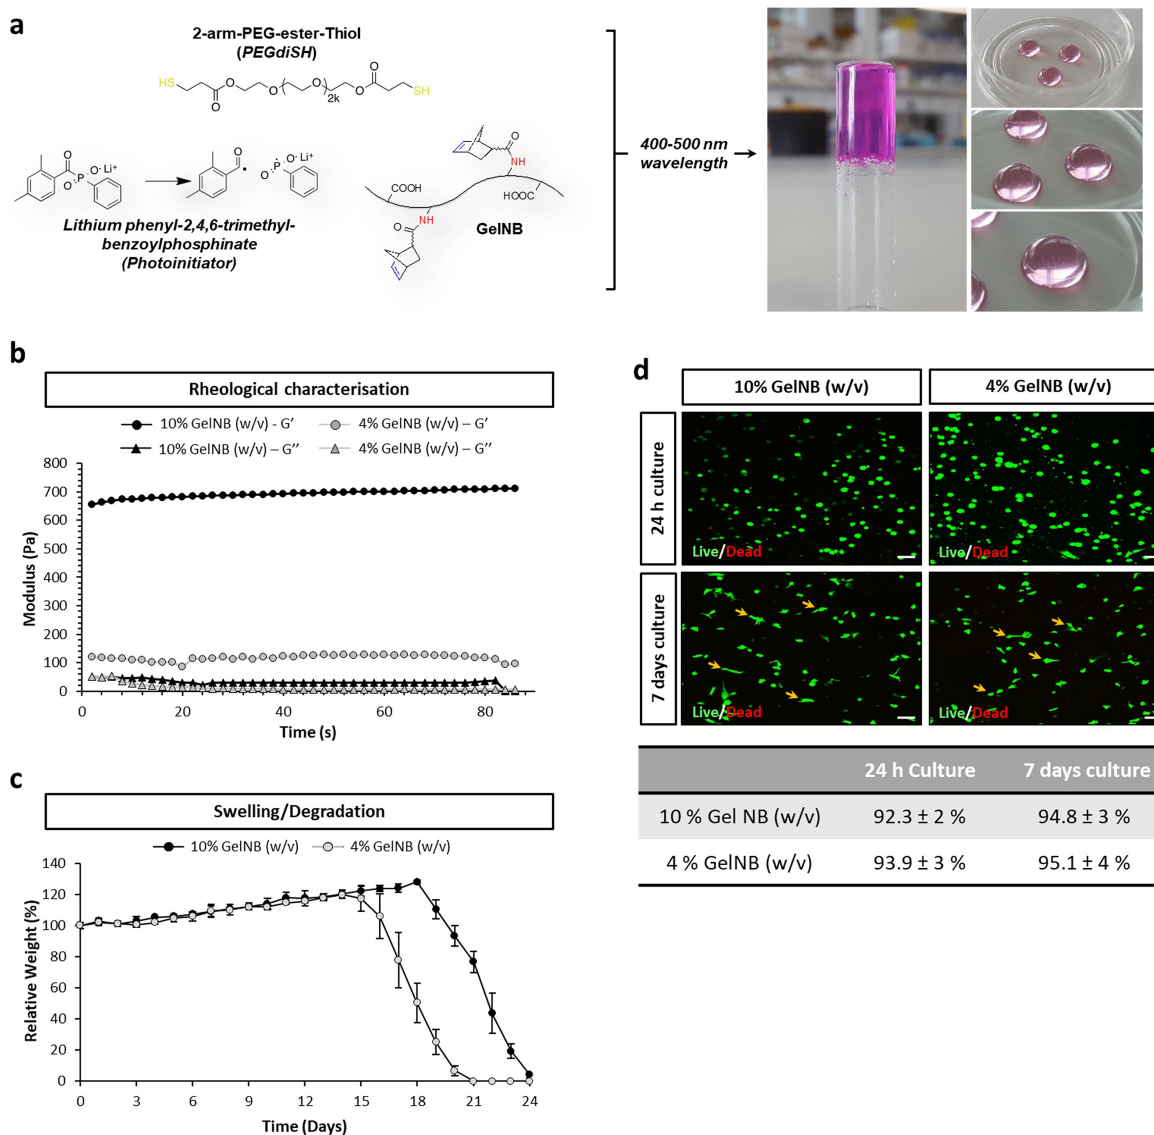 a
2-arm-PEG-ester-Thiol
(PEGdiSH)
HS
O
O
O
O
O
2k
O
O
SH
O
O- Li+
P
O
O
O- Li+
P
O
Lithium phenyl-2,4,6-trimethyl-
benzoylphosphinate
(Photoinitiator)
O
NH
COOH
HOOC
NH
O
GelNB
400-500 nm
wavelength
b
Rheological characterisation
10% GelNB (w/v) - G’
4% GelNB (w/v) – G’
10% GelNB (w/v) – G’’
4% GelNB (w/v) – G’’
Modulus (Pa)
800
700
600
500
400
300
200
100
0
0
20
40
60
80
Time (s)
c
Swelling/Degradation
10% GelNB (w/v)
4% GelNB (w/v)
Relative Weight (%)
140
120
100
80
60
40
20
0
0
3
6
9
12
15
18
21
24
Time (Days)
d
10% GelNB (w/v)
4% GelNB (w/v)
24 h culture
Live/Dead
Live/Dead
7 days culture
Live/Dead
Live/Dead
24 h Culture 7 days culture
10 % Gel NB (w/v) 92.3 ± 2 % 94.8 ± 3 %
4 % GelNB (w/v) 93.9 ± 3 % 95.1 ± 4 %